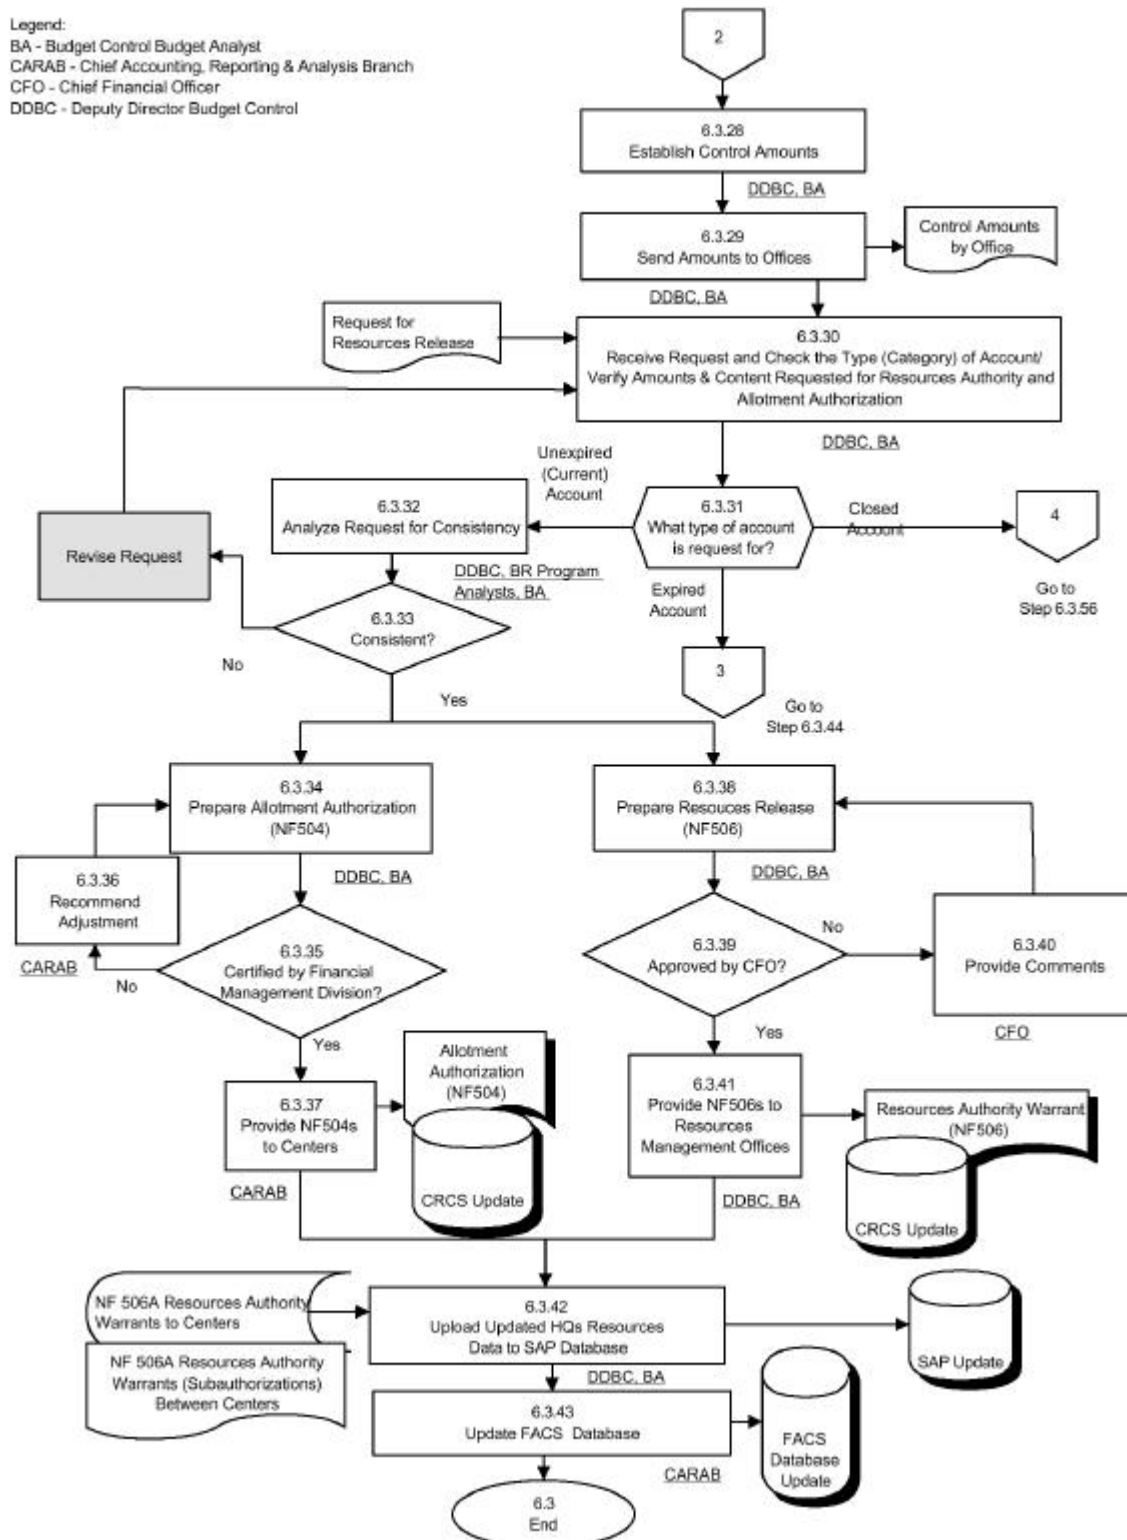 Legend:
BA - Budget Control Budget Analyst
CARAB - Chief Accounting, Reporting & Analysis Branch
CFO - Chief Financial Officer
DDBC - Deputy Director Budget Control
2
6.3.28
Establish Control Amounts
DDBC, BA
6.3.29
Send Amounts to Offices
Control Amounts
by Office
DDBC, BA
Request for
Resources Release
6.3.30
Receive Request and Check the Type (Category) of Account/
Verify Amounts & Content Requested for Resources Authority and
Allotment Authorization
DDBC, BA
Unexpired
(Current)
Account
6.3.31
What type of account
is request for?
Closed
Account
4
Go to
Step 6.3.56
6.3.32
Analyze Request for Consistency
DDBC, BR Program
Analysts, BA
Revise Request
Expired
Account
3
Go to
Step 6.3.44
6.3.33
Consistent?
No
Yes
6.3.34
Prepare Allotment Authorization
(NF504)
DDBC, BA
6.3.38
Prepare Resouces Release
(NF506)
DDBC, BA
6.3.36
Recommend
Adjustment
CARAB
6.3.35
Certified by Financial
Management Division?
No
Yes
6.3.39
Approved by CFO?
No
Yes
6.3.40
Provide Comments
CFO
6.3.37
Provide NF504s
to Centers
CARAB
Allotment
Authorization
(NF504)
CRCS Update
6.3.41
Provide NF506s to
Resources
Management Offices
DDBC, BA
Resources Authority Warrant
(NF506)
CRCS Update
NF 506A Resources Authority
Warrants to Centers
NF 506A Resources Authority
Warrants (Subauthorizations)
Between Centers
6.3.42
Upload Updated HQs Resources
Data to SAP Database
DDBC, BA
SAP Update
6.3.43
Update FACS Database
CARAB
FACS
Database
Update
6.3
End